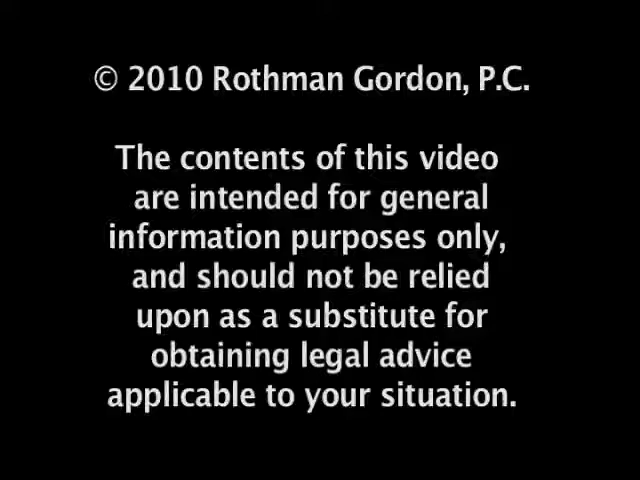 © 2010 Rothman Gordon, P.C.
The contents of this video
are intended for general
information purposes only,
and should not be relied
upon as a substitute for
obtaining legal advice
applicable to your situation.